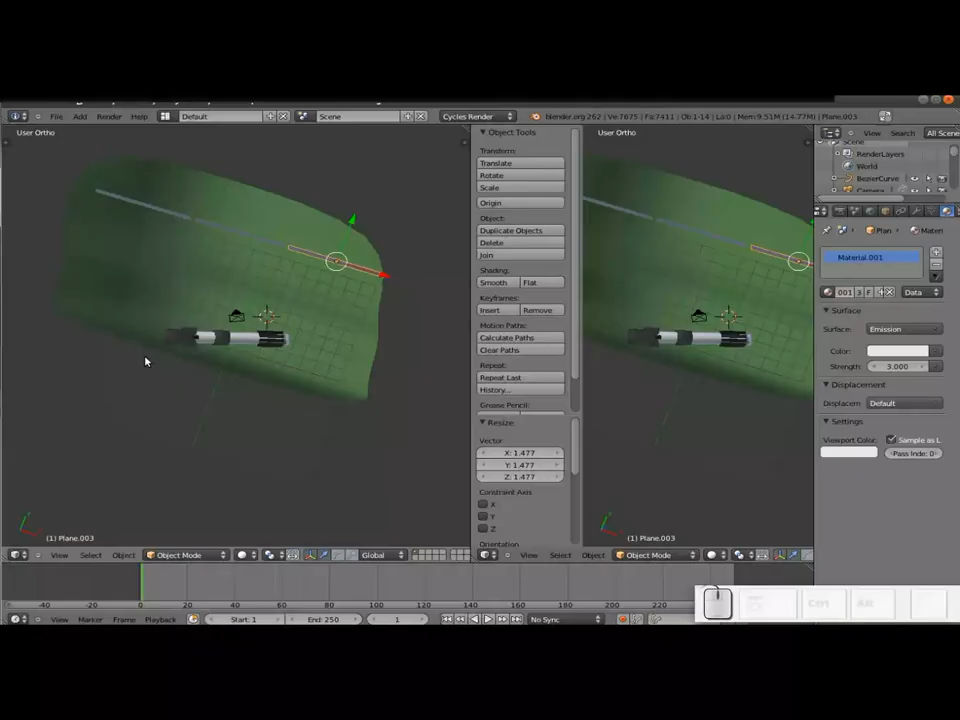 File Add Render Help Default Scene Cycles Render blender.org 262 | Ve:7675 | Fa:7411 | Ob:1-14 | La:0 | Mem:9.51M (14.77M) | Plane.003
User Ortho
Object Tools
User Ortho
View Search All Scene
Scene
Transform:
RenderLayers
Translate
World
Rotate
BezierCurve
Scale
Camera
Origin
Object:
Plan Materi
Duplicate Objects
Delete
Join
Material.001
Shading:
Smooth Flat
001 3 F Data
Keyframes:
Insert Remove
Surface
Motion Paths:
Surface: Emission
Calculate Paths
Clear Paths
Color:
Repeat:
Strength: 3.000
Repeat Last
Displacement
History...
Displacem Default
Grease Pencil:
Resize
Settings
Vector
Viewport Color: Sample as L
X: 1.477
Pass Inde: 0
Y: 1.477
Z: 1.477
Constraint Axis
X
Y
Z
(1) Plane.003
Orientation
(1) Plane.003
View Select Object Object Mode Global View Select Object Object Mode
-40 -20 0 20 40 60 80 100 120 140 160 180 200 220
Ctrl Alt
View Marker Frame Playback Start: 1 End: 250 1 No Sync